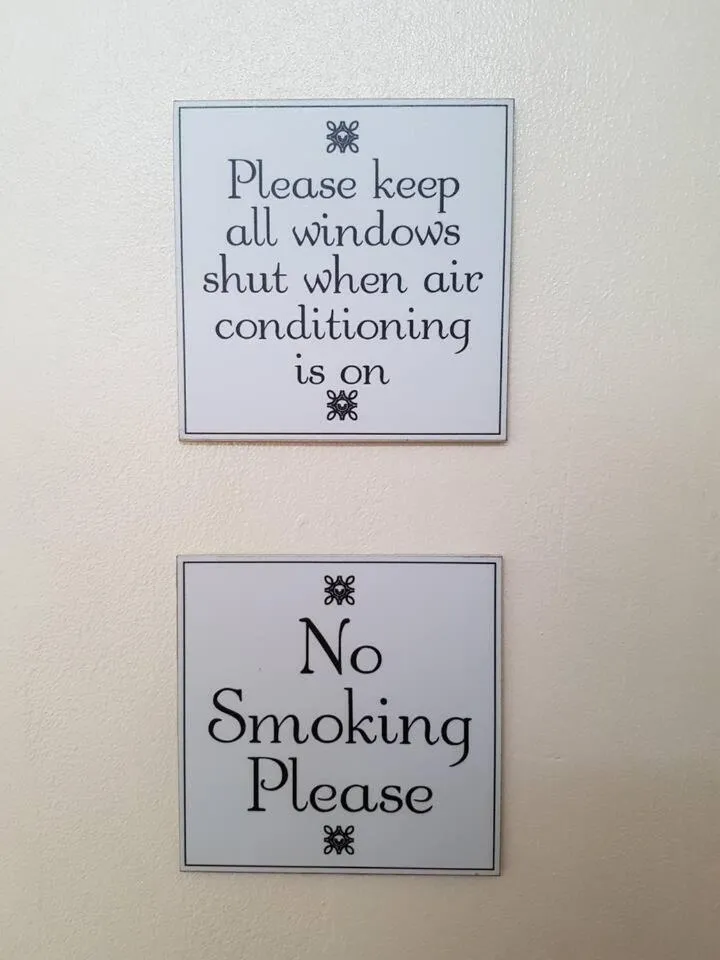 Please keep
all windows
shut when air
conditioning
is on
No
Smoking
Please